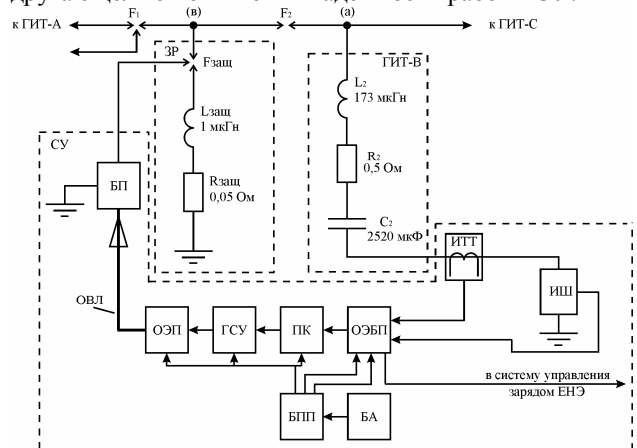 F₁
(в)
F₂
(а)
к ГИТ-А
к ГИТ-С
ЗР
Fзащ
ГИТ-В
L₂
173 мкГн
Lзащ
1 мкГн
СУ
R₂
0,5 Ом
БП
Rзащ
0,05 Ом
C₂
2520 мкФ
ИТТ
ИШ
ОВЛ
ОЭП
ГСУ
ПК
ОЭБП
в систему управления
зарядом ЕНЭ
БПП
БА